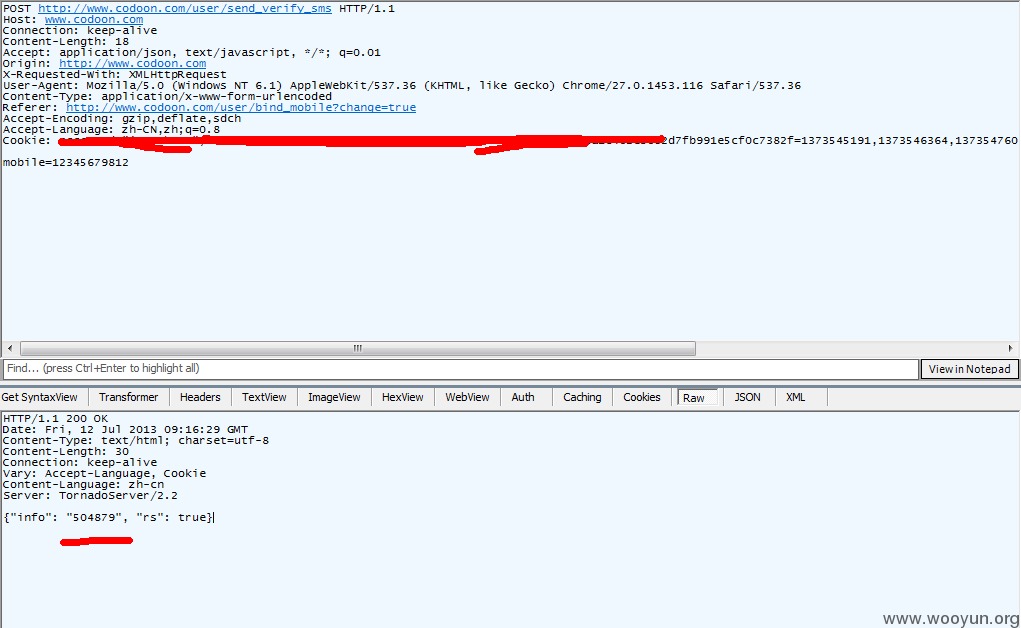 POST http://www.codoon.com/user/send_verify_sms HTTP/1.1
Host: www.codoon.com
Connection: keep-alive
Content-Length: 18
Accept: application/json, text/javascript, */*; q=0.01
Origin: http://www.codoon.com
X-Requested-With: XMLHttpRequest
User-Agent: Mozilla/5.0 (Windows NT 6.1) AppleWebKit/537.36 (KHTML, like Gecko) Chrome/27.0.1453.116 Safari/537.36
Content-Type: application/x-www-form-urlencoded
Referer: http://www.codoon.com/user/bind_mobile?change=true
Accept-Encoding: gzip,deflate,sdch
Accept-Language: zh-CN,zh;q=0.8
Cookie: 2d7fb991e5cf0c7382f=1373545191,1373546364,137354760
mobile=12345679812
Find... (press Ctrl+Enter to highlight all)
View in Notepad
Get SyntaxView Transformer Headers TextView ImageView HexView WebView Auth Caching Cookies Raw JSON XML
HTTP/1.1 200 OK
Date: Fri, 12 Jul 2013 09:16:29 GMT
Content-Type: text/html; charset=utf-8
Content-Length: 30
Connection: keep-alive
Vary: Accept-Language, Cookie
Content-Language: zh-cn
Server: TornadoServer/2.2
{"info": "504879", "rs": true}
www.wooyun.org